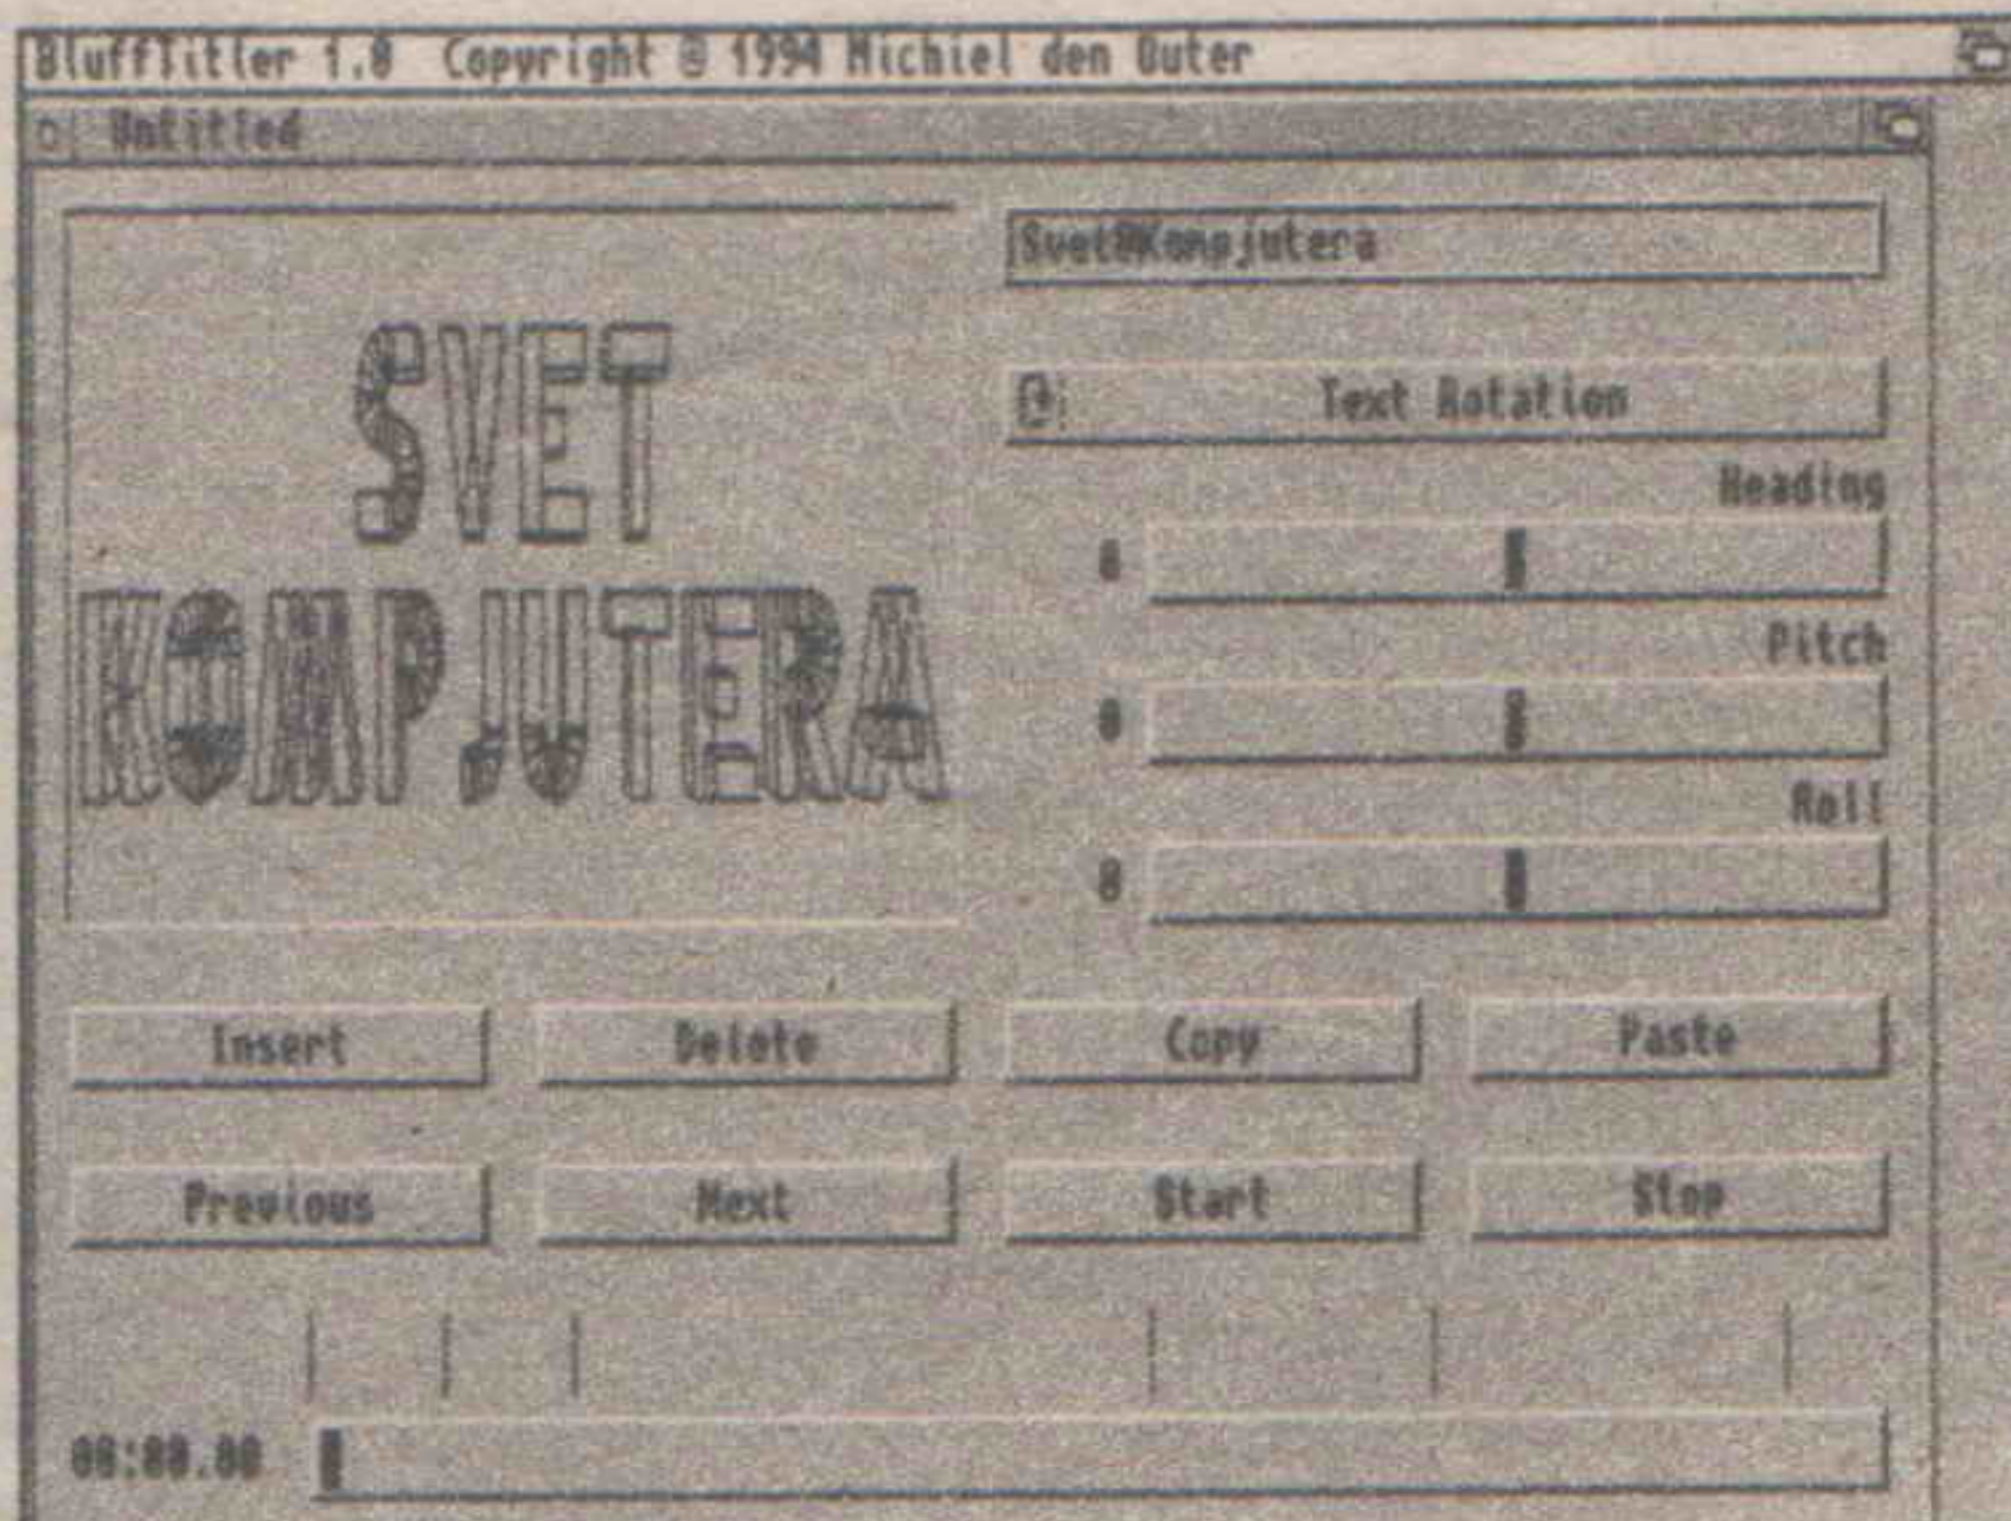 BluffTitler 1.0 Copyright © 1994 Michiel den Outer
Untitled
Svet@Kompjutera
SVET
KOMPJUTERA
Text Rotation
Heading
0
Pitch
0
Roll
0
Insert Delete Copy Paste
Previous Next Start Stop
00:00.00